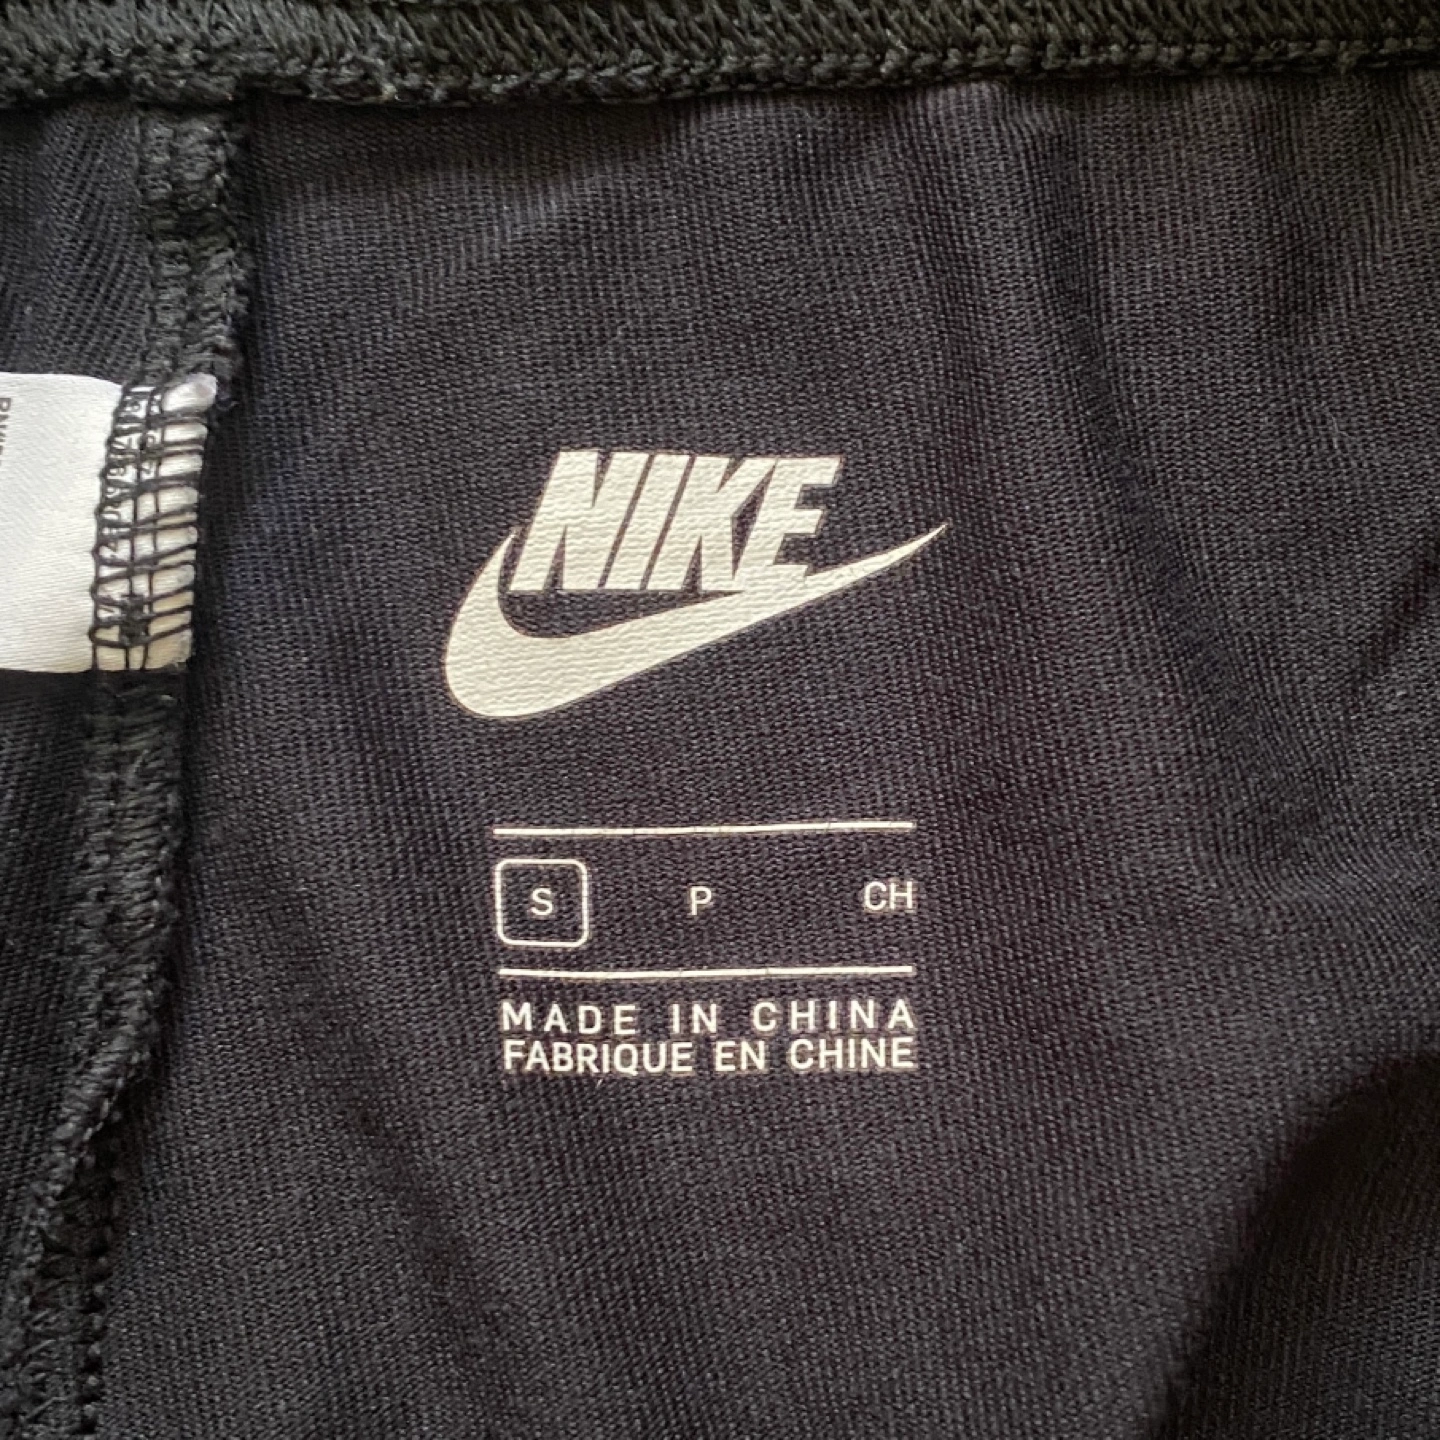 NIKE
S P CH
MADE IN CHINA
FABRIQUE EN CHINE